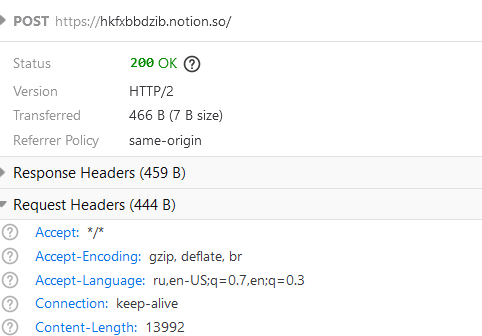 POST https://hkfxbbdzib.notion.so/
Status 200 OK ?
Version HTTP/2
Transferred 466 B (7 B size)
Referrer Policy same-origin
Response Headers (459 B)
Request Headers (444 B)
? Accept: */*
? Accept-Encoding: gzip, deflate, br
? Accept-Language: ru,en-US;q=0.7,en;q=0.3
? Connection: keep-alive
? Content-Length: 13992